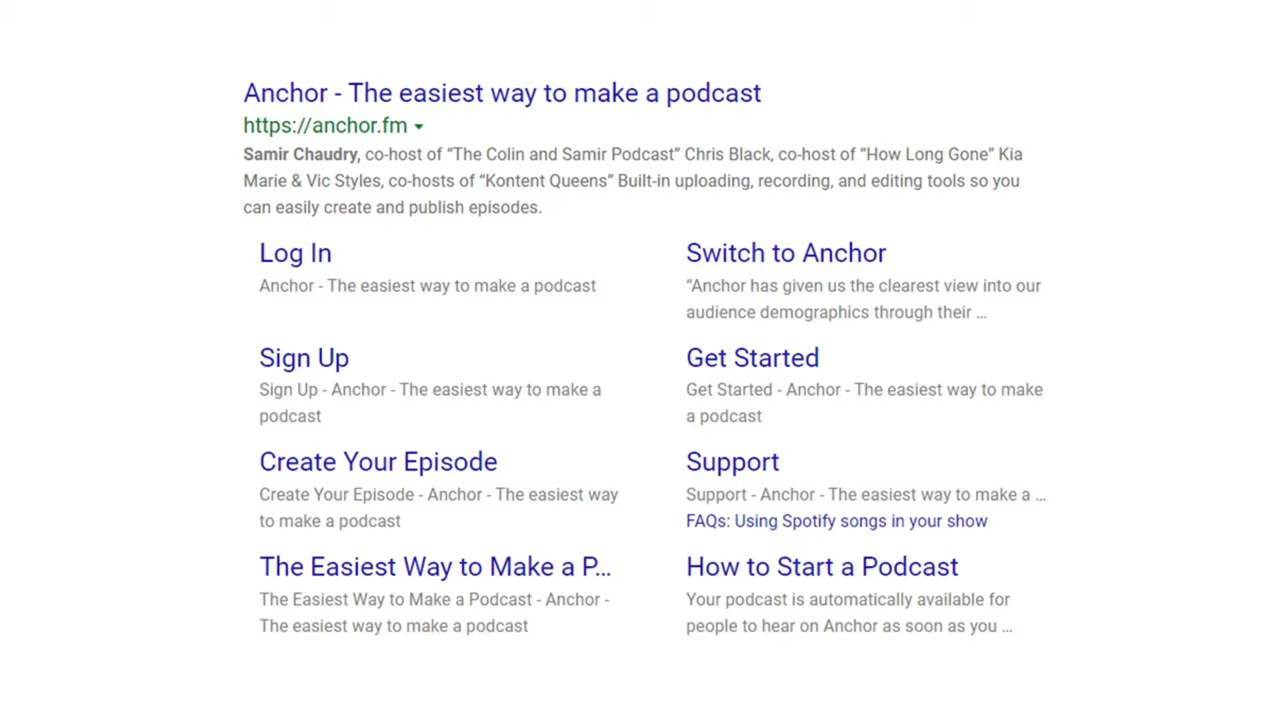 Anchor - The easiest way to make a podcast
https://anchor.fm
Samir Chaudry, co-host of “The Colin and Samir Podcast” Chris Black, co-host of “How Long Gone” Kia
Marie & Vic Styles, co-hosts of “Kontent Queens” Built-in uploading, recording, and editing tools so you
can easily create and publish episodes.
Log In
Anchor - The easiest way to make a podcast
Switch to Anchor
“Anchor has given us the clearest view into our
audience demographics through their ...
Sign Up
Sign Up - Anchor - The easiest way to make a
podcast
Get Started
Get Started - Anchor - The easiest way to make
a podcast
Create Your Episode
Create Your Episode - Anchor - The easiest way
to make a podcast
Support
Support - Anchor - The easiest way to make a ...
FAQs: Using Spotify songs in your show
The Easiest Way to Make a P...
The Easiest Way to Make a Podcast - Anchor -
The easiest way to make a podcast
How to Start a Podcast
Your podcast is automatically available for
people to hear on Anchor as soon as you ...